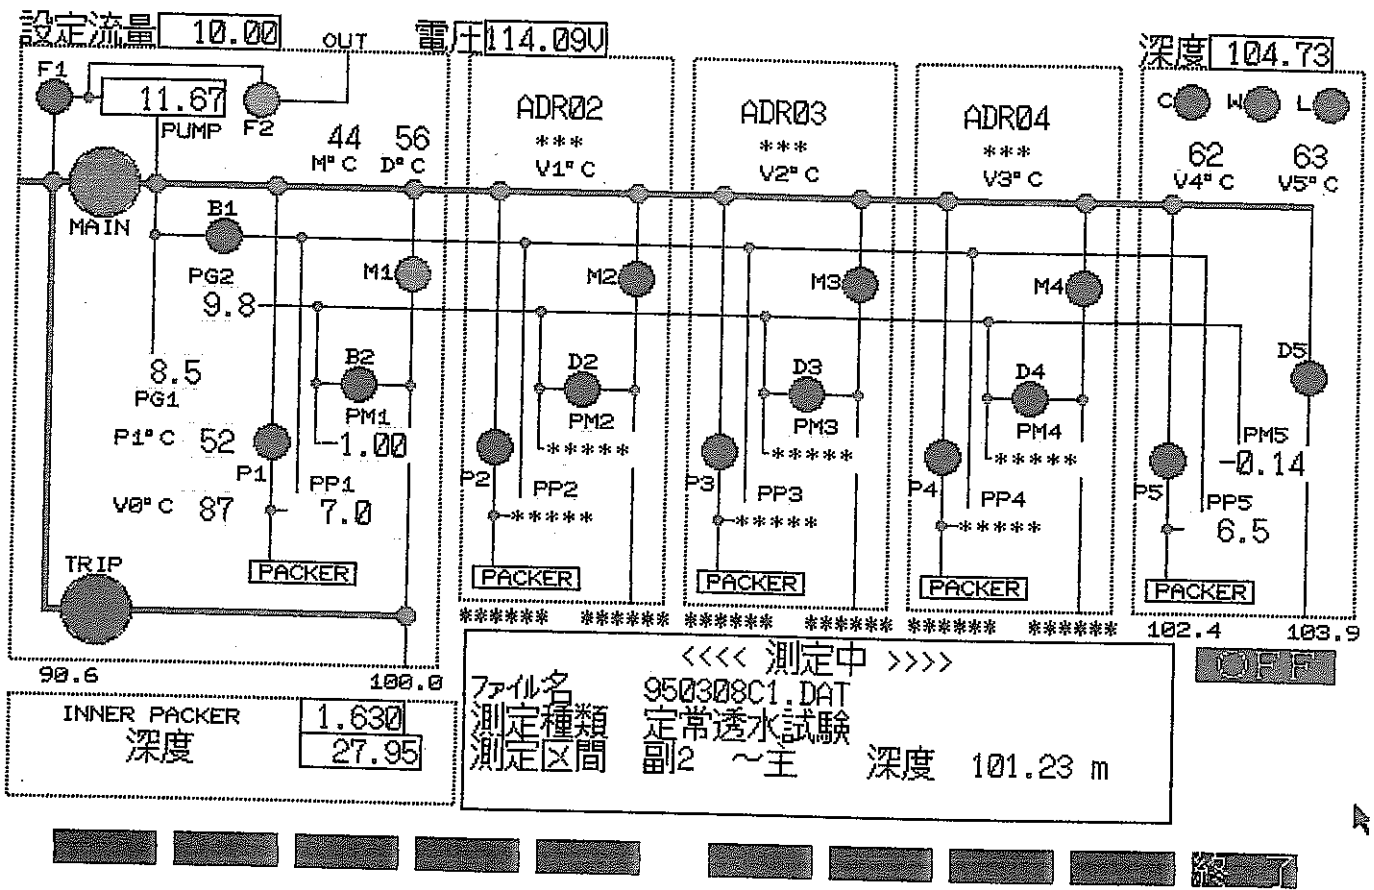 設定流量 10.00 OUT 電圧 114.09V 深度 104.73
F1 11.67 F2 ADR02 ADR03 ADR04 C W L
PUMP 44 56 *** *** *** 62 63
M°C D°C V1°C V2°C V3°C V4°C V5°C
MAIN B1
PG2 M1 M2 M3 M4
9.8
8.5 B2 D2 D3 D4 D5
PG1 PM1 PM2 PM3 PM4 PM5
P1°C 52 -1.00 ***** ***** ***** -0.14
P1 PP1 P2 PP2 P3 PP3 P4 PP4 P5 PP5
V0°C 87 7.0 ***** ***** ***** 6.5
TRIP PACKER PACKER PACKER PACKER PACKER
****** ****** ****** ****** ****** ****** 102.4 103.9
90.6 100.0
<<<< 測定中 >>>> OFF
ファイル名 950308C1.DAT
測定種類 定常透水試験
測定区間 副2 ～主 深度 101.23 m
INNER PACKER 1.630
深度 27.95
終 了